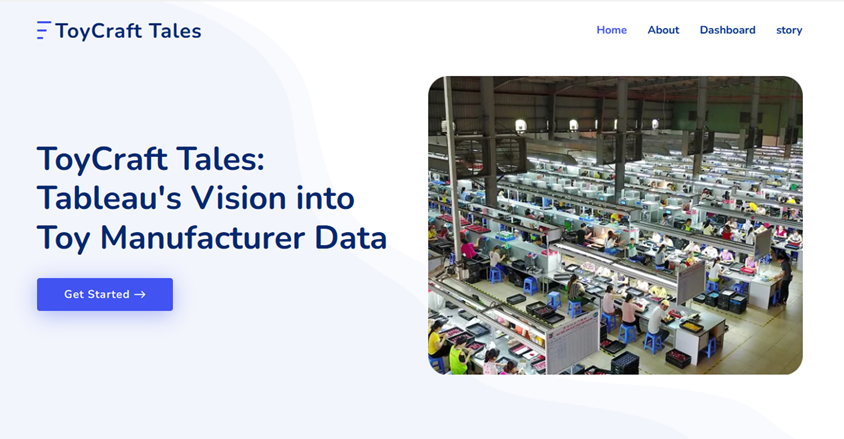 ToyCraft Tales
Home
About
Dashboard
story
ToyCraft Tales:
Tableau's Vision into
Toy Manufacturer Data
Get Started →